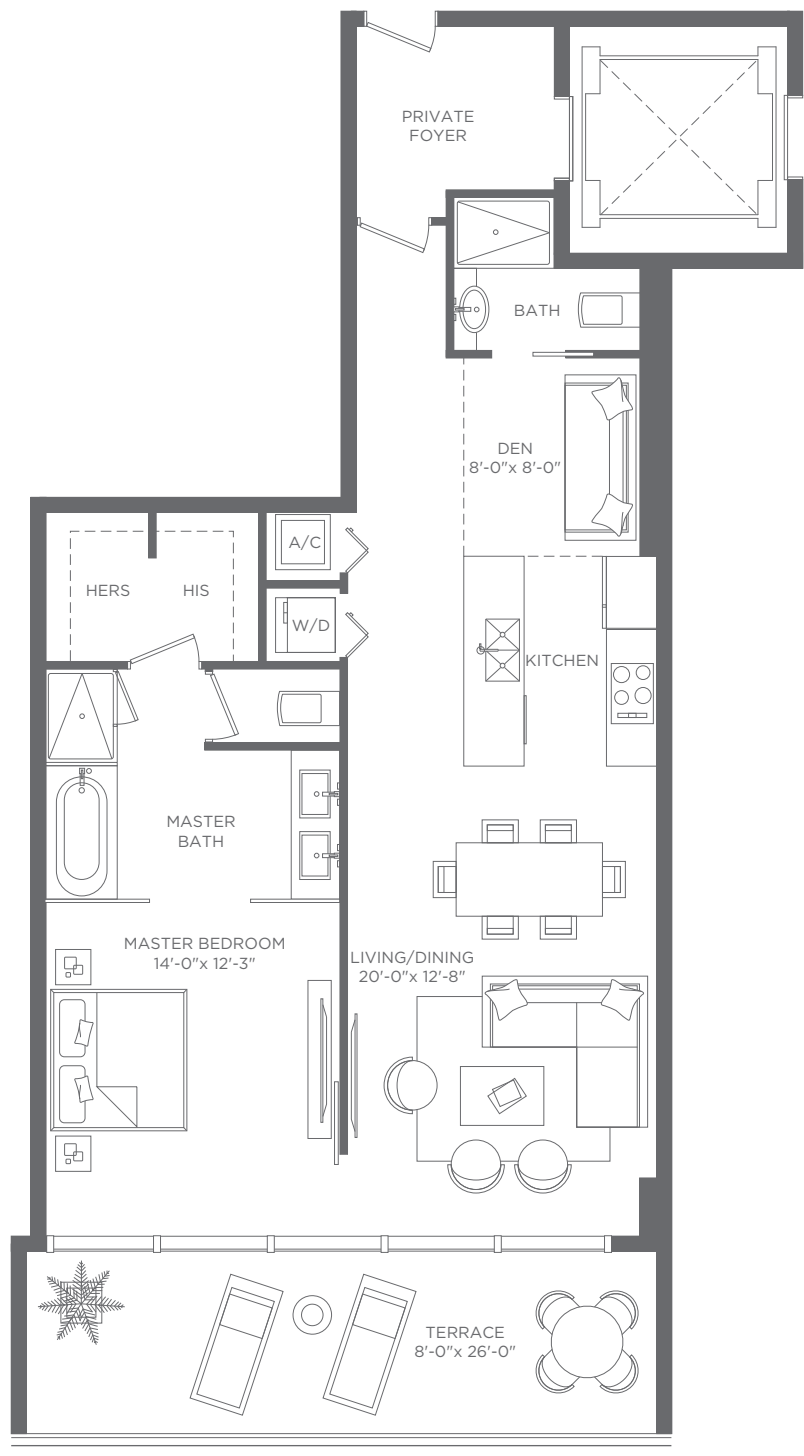 PRIVATE
FOYER
BATH
DEN
8'-0"x 8'-0"
A/C
HERS
HIS
W/D
KITCHEN
MASTER
BATH
MASTER BEDROOM
14'-0"x 12'-3"
LIVING/DINING
20'-0"x 12'-8"
TERRACE
8'-0"x 26'-0"